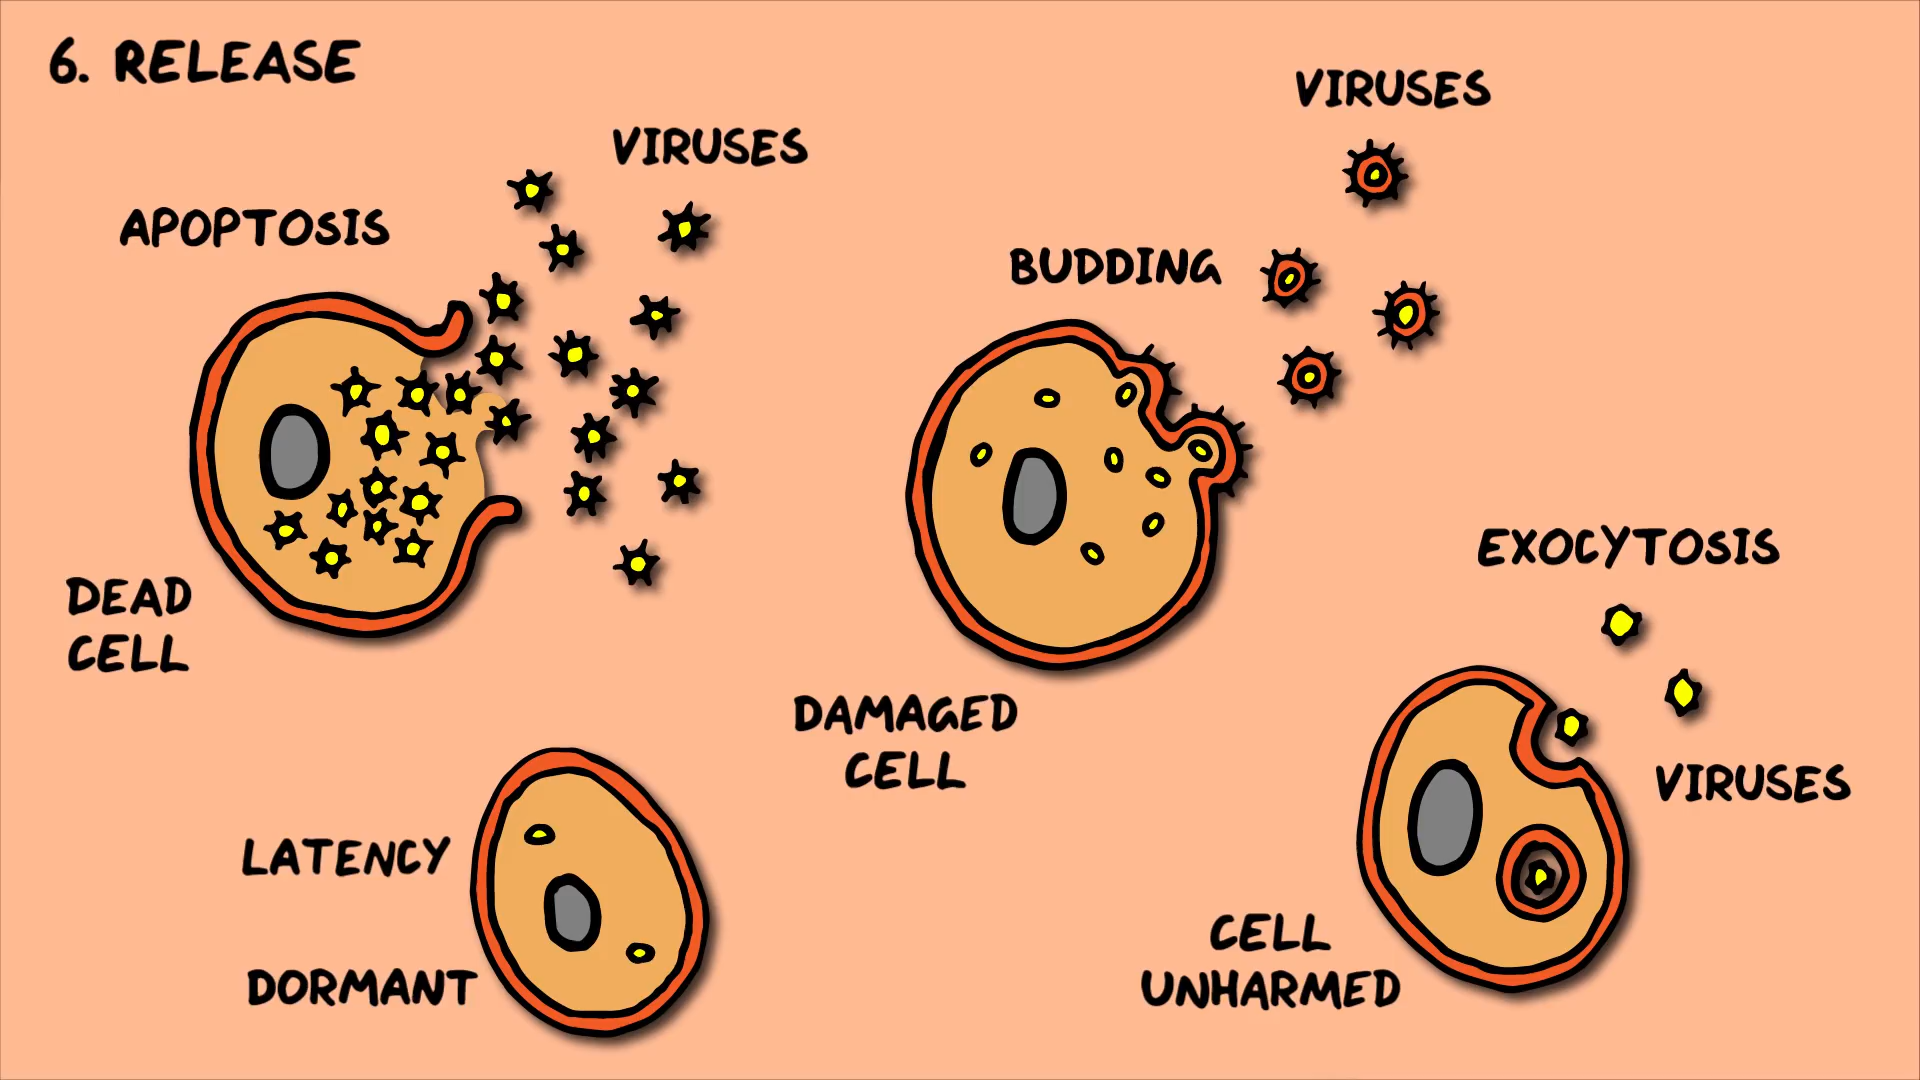 6. RELEASE
VIRUSES
APOPTOSIS
DEAD
CELL
VIRUSES
BUDDING
DAMAGED
CELL
EXOCYTOSIS
VIRUSES
CELL
UNHARMED
LATENCY
DORMANT